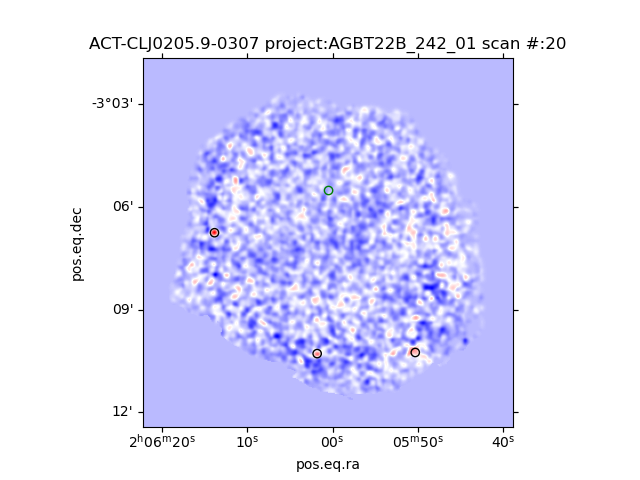 ACT-CLJ0205.9-0307 project:AGBT22B_242_01 scan #:20
-3°03'
06'
09'
12'
pos.eq.dec
2ʰ06ᵐ20ˢ 10ˢ 00ˢ 05ᵐ50ˢ 40ˢ
pos.eq.ra